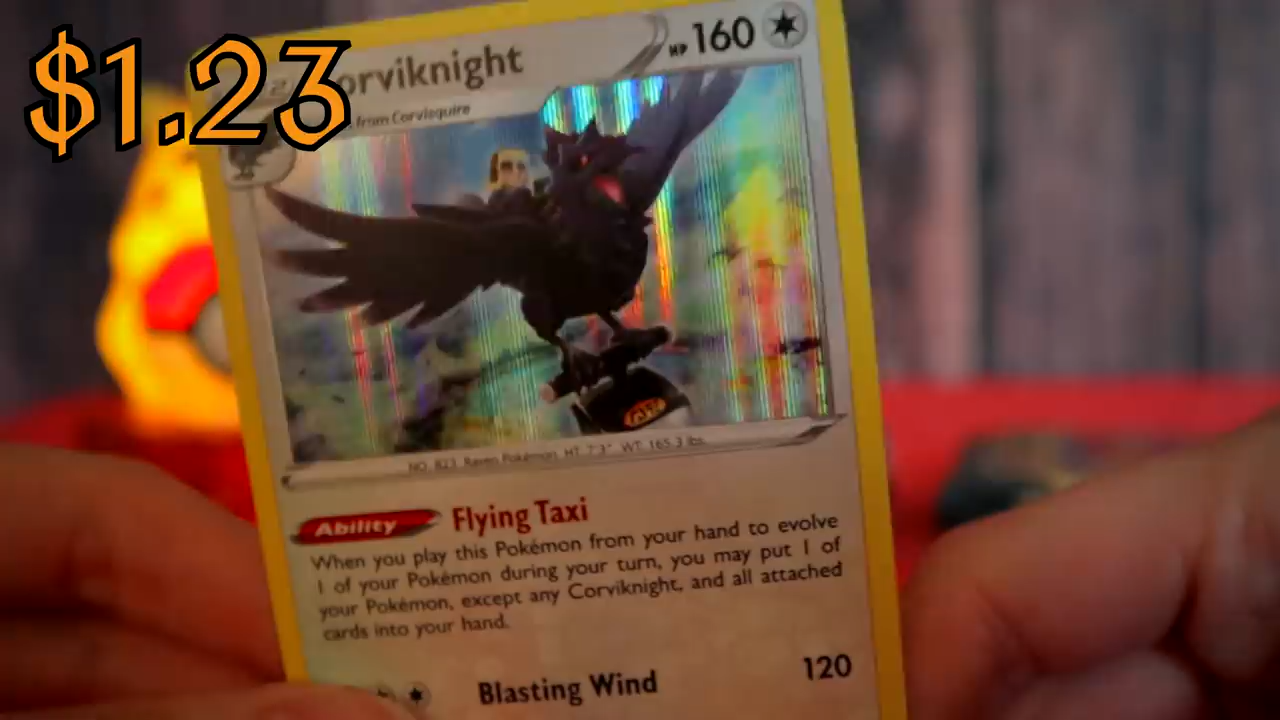 $1.23
orviknight
HP 160
from Corvisquire
NO. 823 Raven Pokémon HT: 7'3" WT: 165.3 lbs.
Ability Flying Taxi
When you play this Pokémon from your hand to evolve
1 of your Pokémon during your turn, you may put 1 of
your Pokémon, except any Corviknight, and all attached
cards into your hand.
Blasting Wind 120